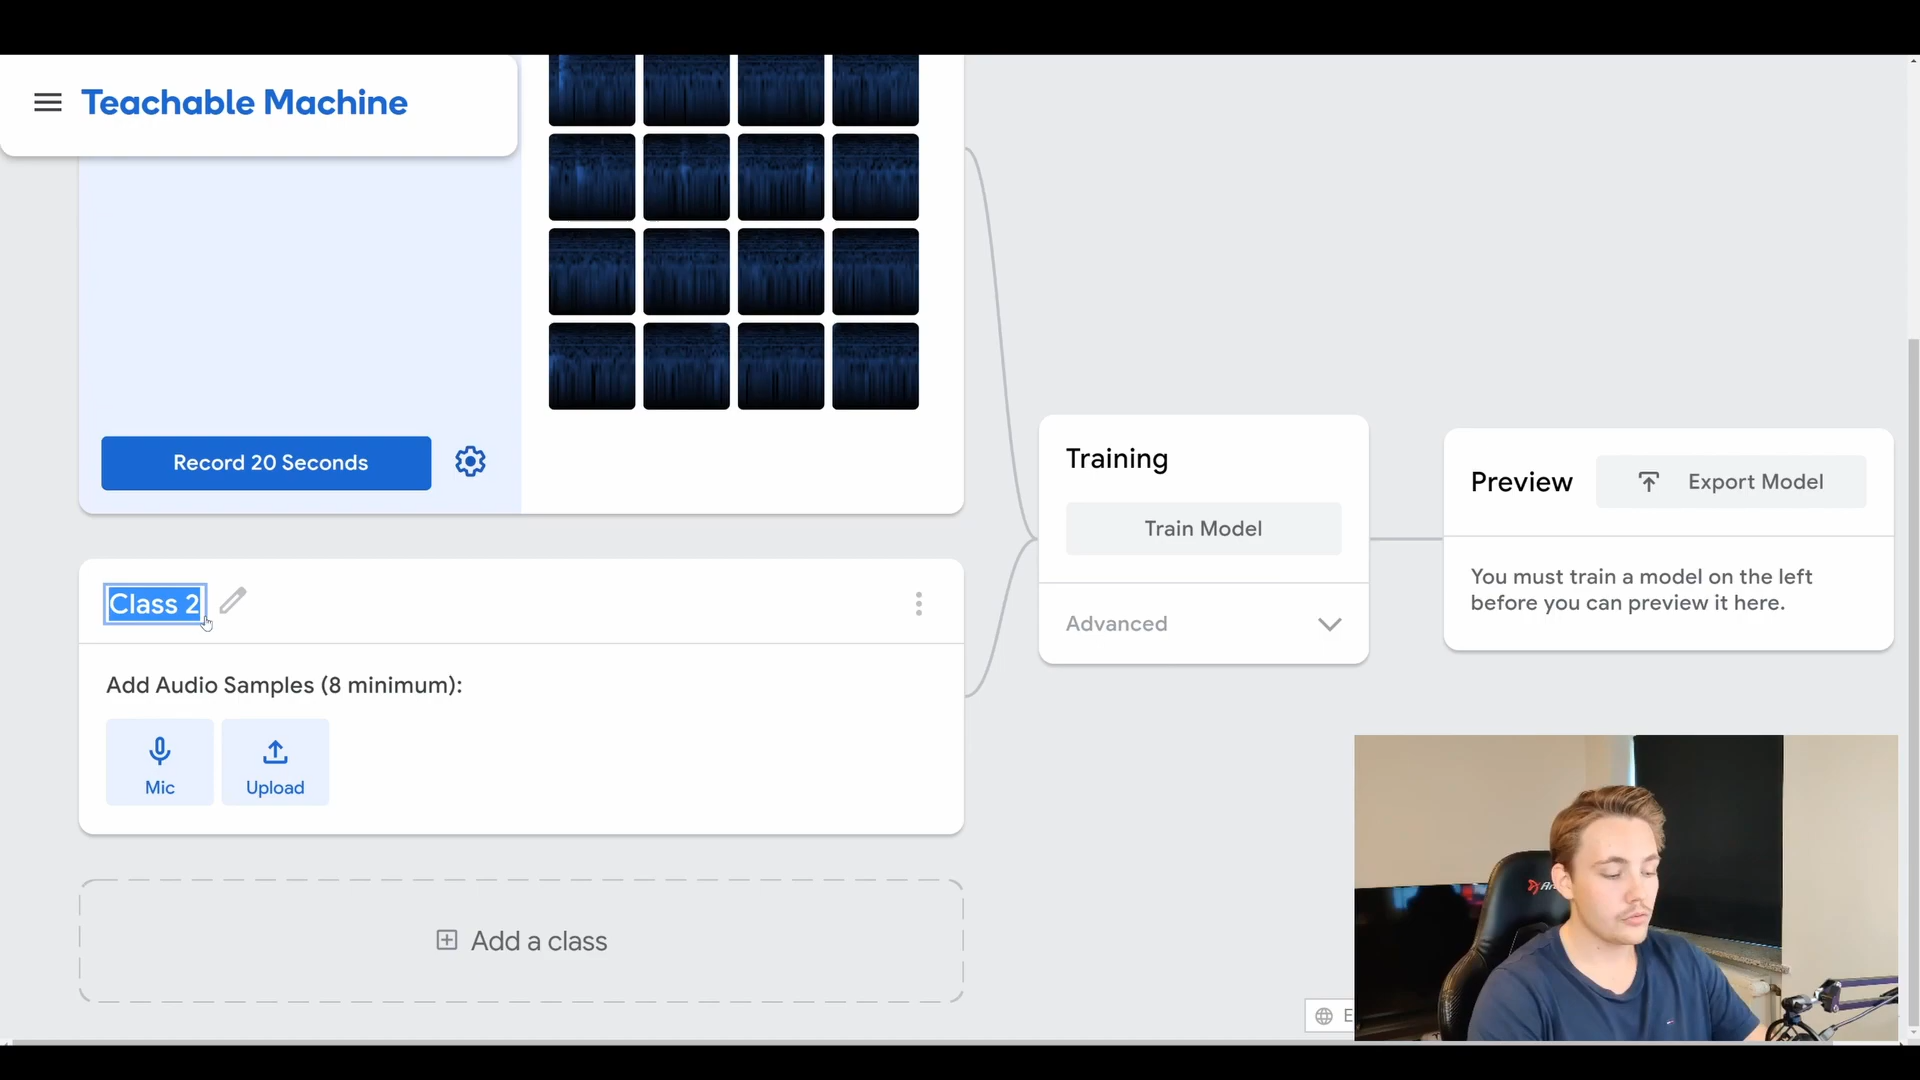 Teachable Machine
Record 20 Seconds
Class 2
Add Audio Samples (8 minimum):
Mic
Upload
Add a class
Training
Train Model
Advanced
Preview
Export Model
You must train a model on the left
before you can preview it here.